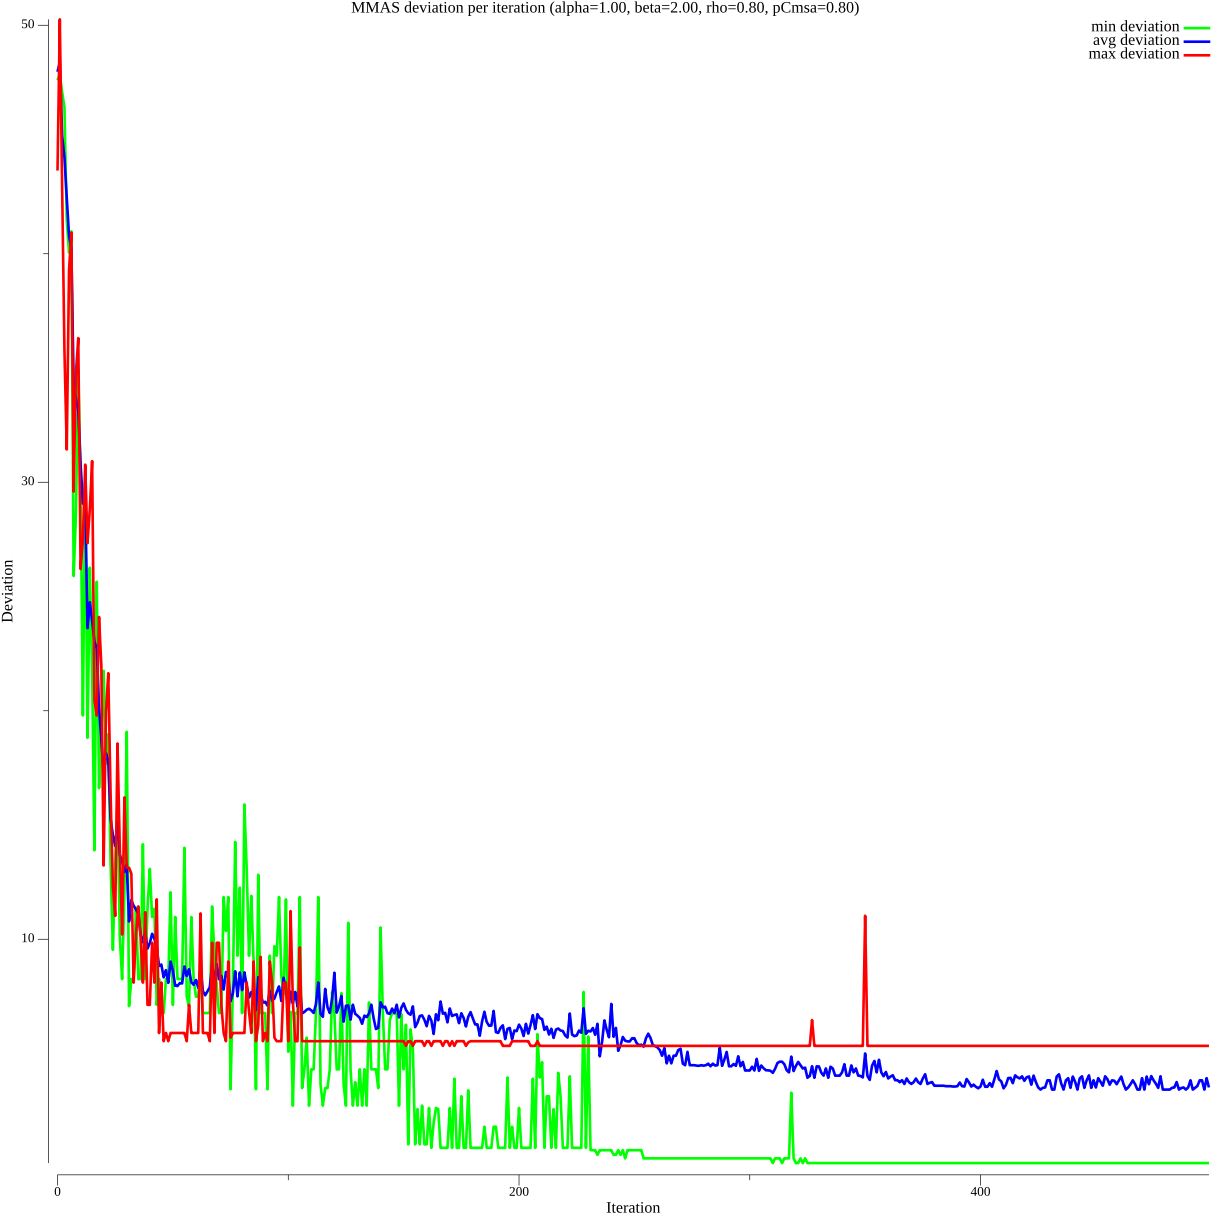 MMAS deviation per iteration (alpha=1.00, beta=2.00, rho=0.80, pCmsa=0.80)
min deviation
avg deviation
max deviation
50
30
10
Deviation
0
200
400
Iteration